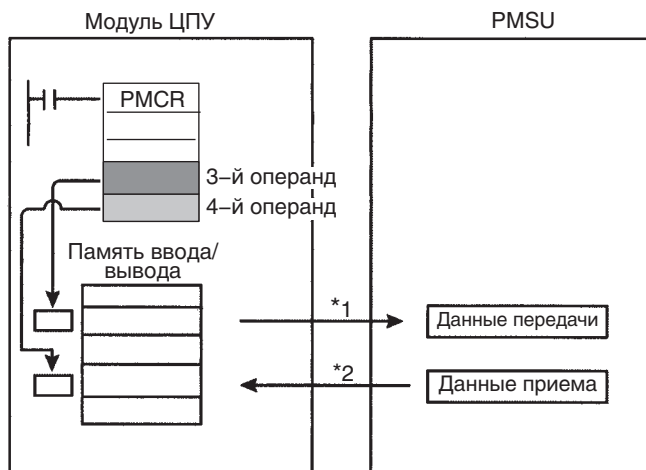 Модуль ЦПУ
PMSU
PMCR
3–й операнд
4–й операнд
Память ввода/
вывода
*1
Данные передачи
*2
Данные приема